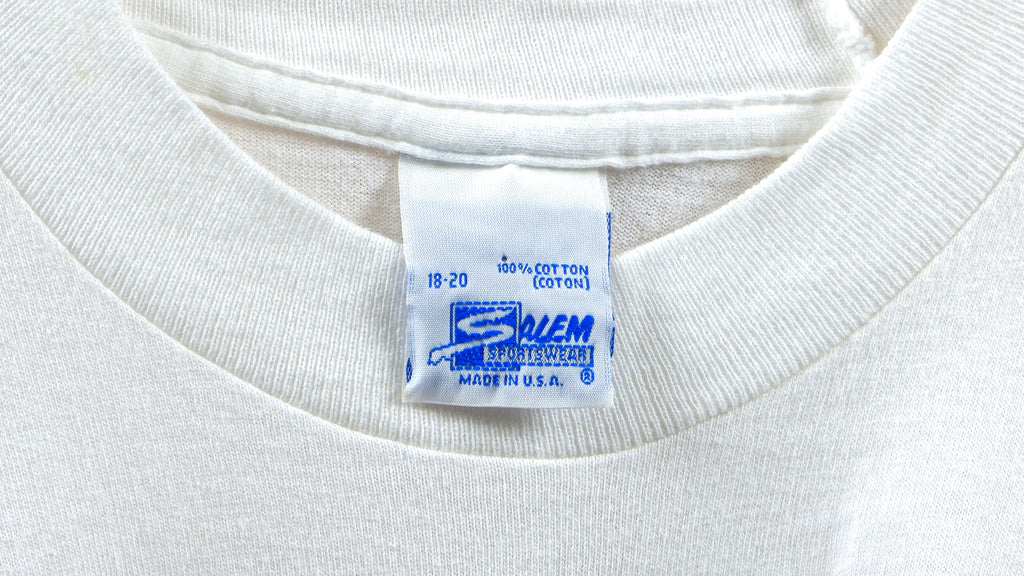 100% COTTON
18-20 (COTON)
SALEM
SPORTSWEAR
MADE IN U.S.A. ®